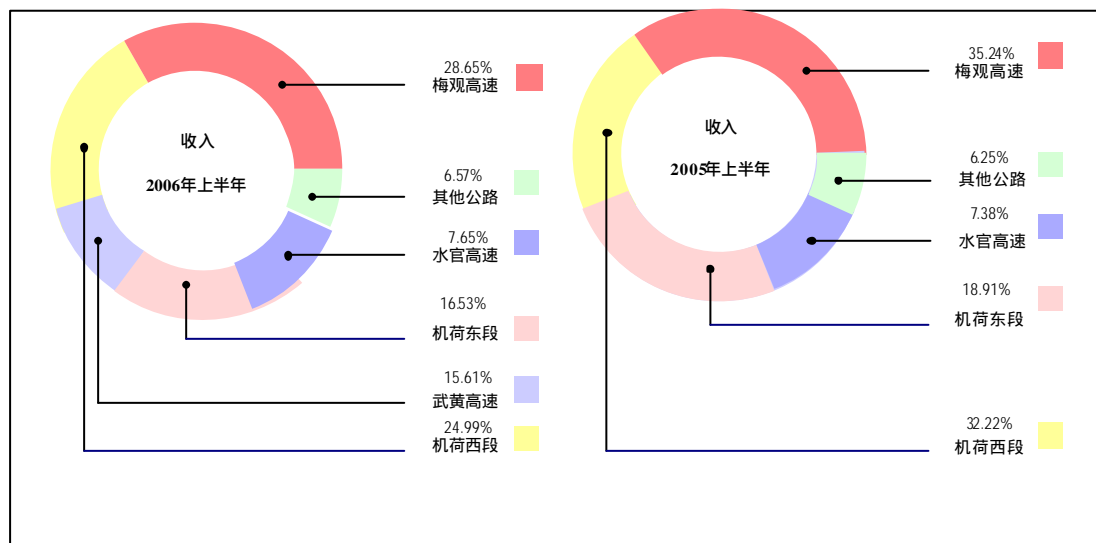 收入
2006年上半年
28.65%
梅观高速
6.57%
其他公路
7.65%
水官高速
16.53%
机荷东段
15.61%
武黄高速
24.99%
机荷西段
收入
2005年上半年
35.24%
梅观高速
6.25%
其他公路
7.38%
水官高速
18.91%
机荷东段
32.22%
机荷西段